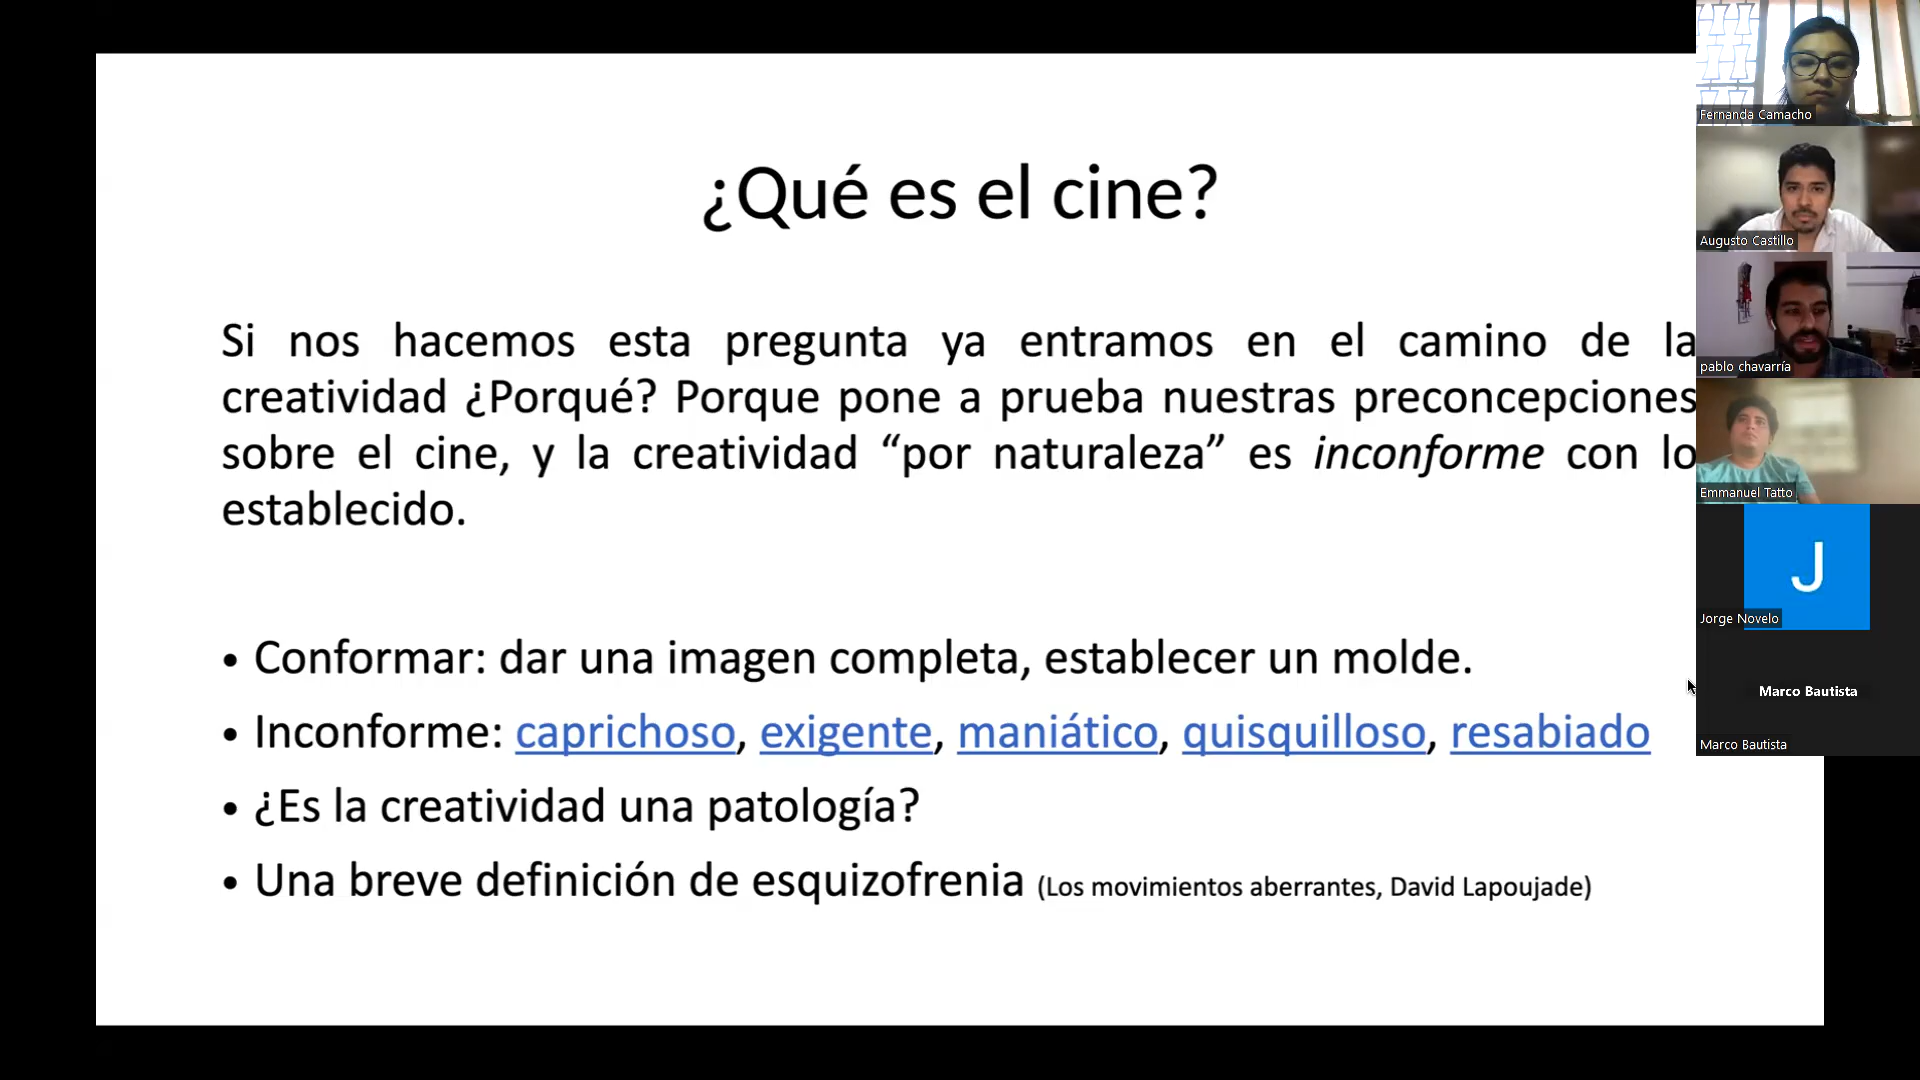 ¿Qué es el cine?
Si nos hacemos esta pregunta ya entramos en el camino de la
creatividad ¿Porqué? Porque pone a prueba nuestras preconcepciones
sobre el cine, y la creatividad “por naturaleza” es inconforme con lo
establecido.
• Conformar: dar una imagen completa, establecer un molde.
• Inconforme: caprichoso, exigente, maniático, quisquilloso, resabiado
• ¿Es la creatividad una patología?
• Una breve definición de esquizofrenia (Los movimientos aberrantes, David Lapoujade)
Fernanda Camacho
Augusto Castillo
pablo chavarría
Emmanuel Tatto
J
Jorge Novelo
Marco Bautista
Marco Bautista